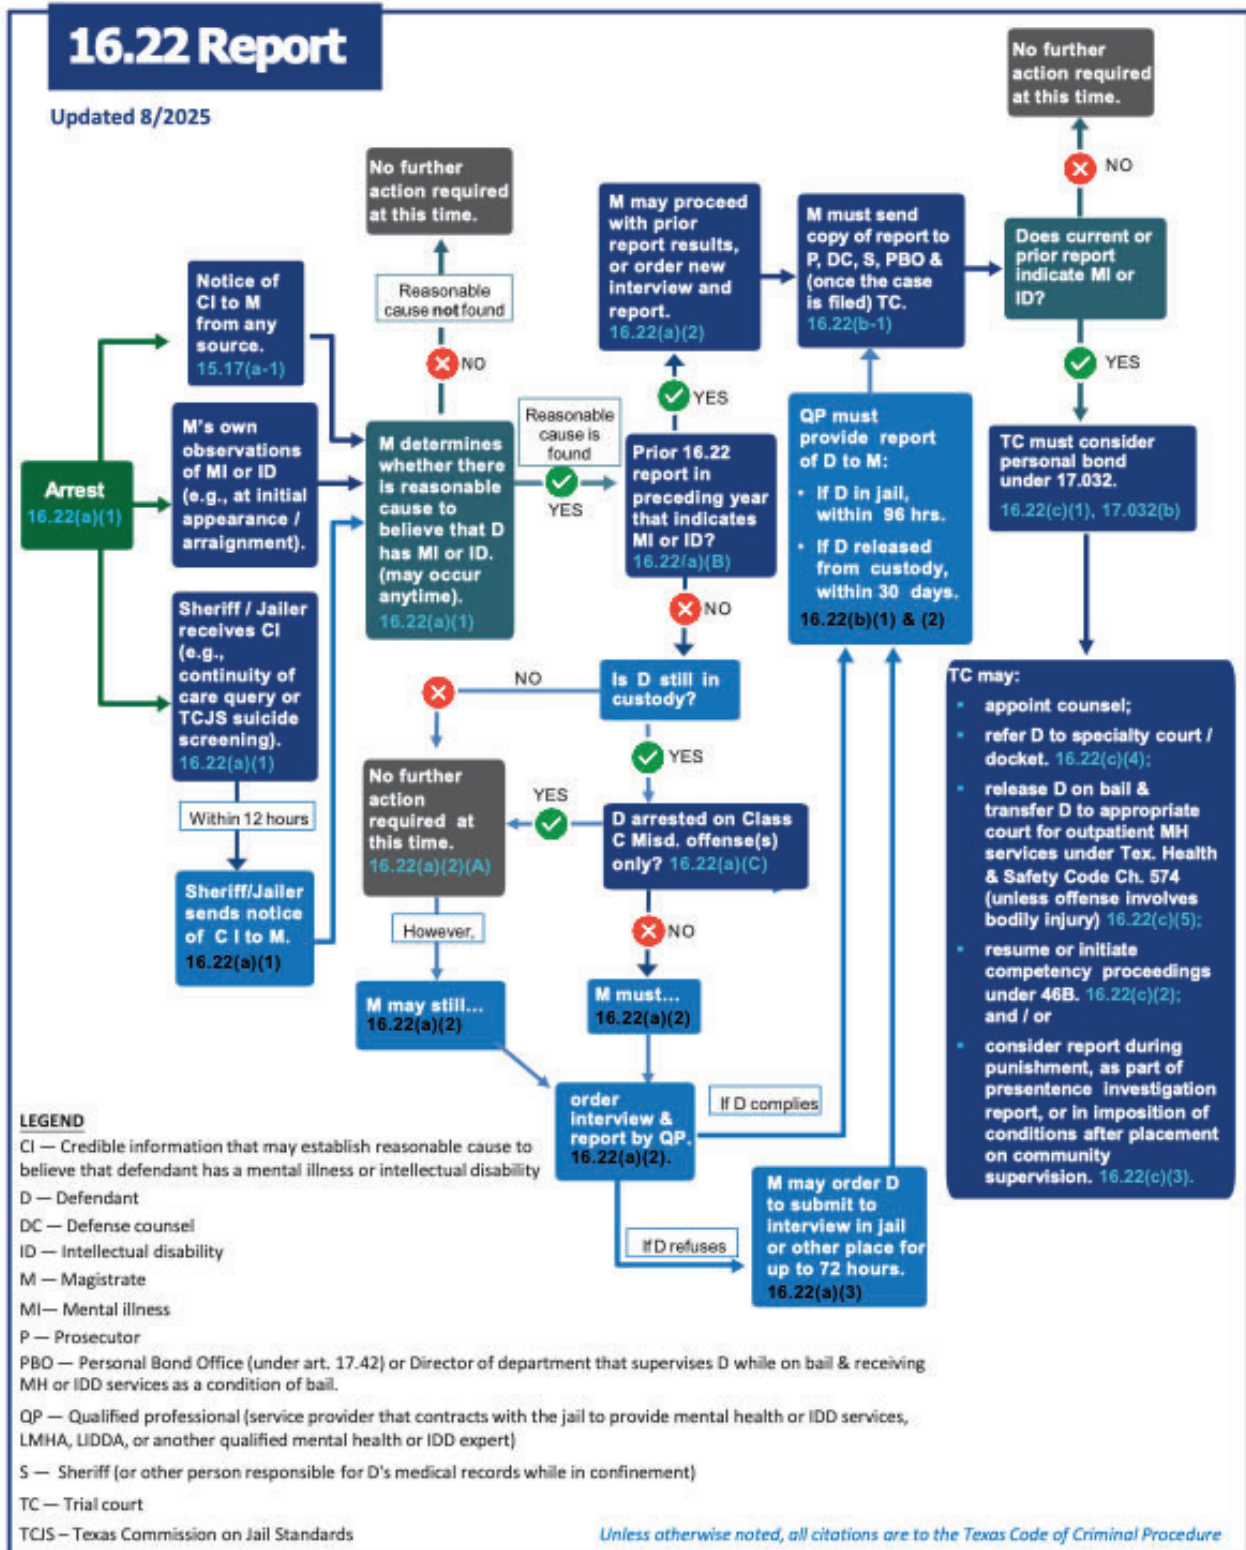 16.22 Report
Updated 8/2025
No further
action required
at this time.
NO
No further
action required
at this time.
Reasonable
cause not found
NO
M may proceed
with prior
report results,
or order new
interview and
report.
16.22(a)(2)
M must send
copy of report to
P, DC, S, PBO &
(once the case
is filed) TC.
16.22(b-1)
Does current or
prior report
indicate MI or
ID?
YES
Notice of
CI to M
from any
source.
15.17(a-1)
M's own
observations
of MI or ID
(e.g., at initial
appearance /
arraignment).
Arrest
16.22(a)(1)
Sheriff / Jailer
receives CI
(e.g.,
continuity of
care query or
TCJS suicide
screening).
16.22(a)(1)
Within 12 hours
Sheriff/Jailer
sends notice
of C I to M.
16.22(a)(1)
M determines
whether there
is reasonable
cause to
believe that D
has MI or ID.
(may occur
anytime).
16.22(a)(1)
Reasonable
cause is
found
YES
YES
Prior 16.22
report in
preceding year
that indicates
MI or ID?
16.22(a)(B)
NO
QP must
provide report
of D to M:
• If D in jail,
within 96 hrs.
• If D released
from custody,
within 30 days.
16.22(b)(1) & (2)
TC must consider
personal bond
under 17.032.
16.22(c)(1), 17.032(b)
Is D still in
custody?
NO
YES
No further
action
required at
this time.
16.22(a)(2)(A)
YES
D arrested on Class
C Misd. offense(s)
only? 16.22(a)(C)
However,
NO
M may still...
16.22(a)(2)
M must...
16.22(a)(2)
order
interview &
report by QP.
16.22(a)(2).
If D complies
If D refuses
M may order D
to submit to
interview in jail
or other place for
up to 72 hours.
16.22(a)(3)
TC may:
▪ appoint counsel;
▪ refer D to specialty court /
docket. 16.22(c)(4);
▪ release D on bail &
transfer D to appropriate
court for outpatient MH
services under Tex. Health
& Safety Code Ch. 574
(unless offense involves
bodily injury) 16.22(c)(5);
▪ resume or initiate
competency proceedings
under 46B. 16.22(c)(2);
and / or
▪ consider report during
punishment, as part of
presentence investigation
report, or in imposition of
conditions after placement
on community
supervision. 16.22(c)(3).
LEGEND
CI — Credible information that may establish reasonable cause to
believe that defendant has a mental illness or intellectual disability
D — Defendant
DC — Defense counsel
ID — Intellectual disability
M — Magistrate
MI— Mental illness
P — Prosecutor
PBO — Personal Bond Office (under art. 17.42) or Director of department that supervises D while on bail & receiving
MH or IDD services as a condition of bail.
QP — Qualified professional (service provider that contracts with the jail to provide mental health or IDD services,
LMHA, LIDDA, or another qualified mental health or IDD expert)
S — Sheriff (or other person responsible for D's medical records while in confinement)
TC — Trial court
TCJS – Texas Commission on Jail Standards
Unless otherwise noted, all citations are to the Texas Code of Criminal Procedure